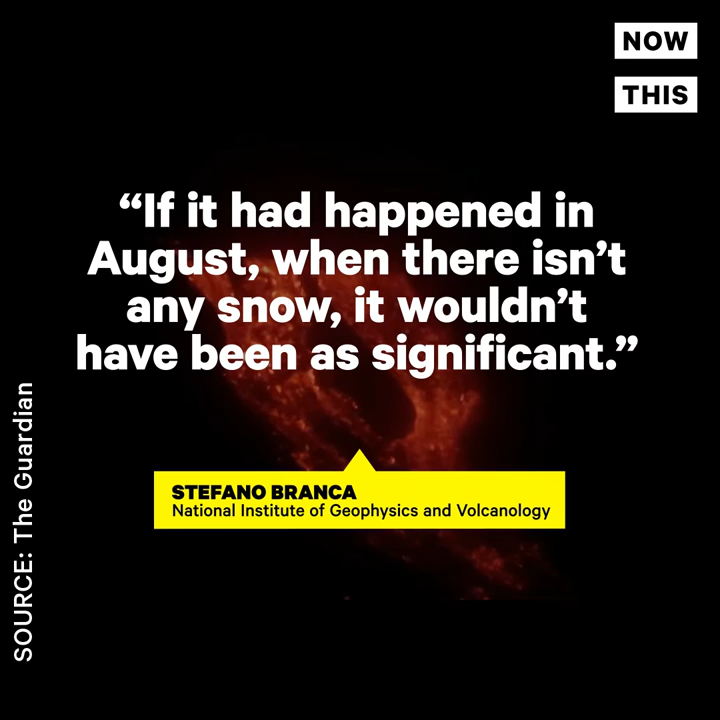 NOW
THIS
“If it had happened in
August, when there isn’t
any snow, it wouldn’t
have been as significant.”
STEFANO BRANCA
National Institute of Geophysics and Volcanology
SOURCE: The Guardian